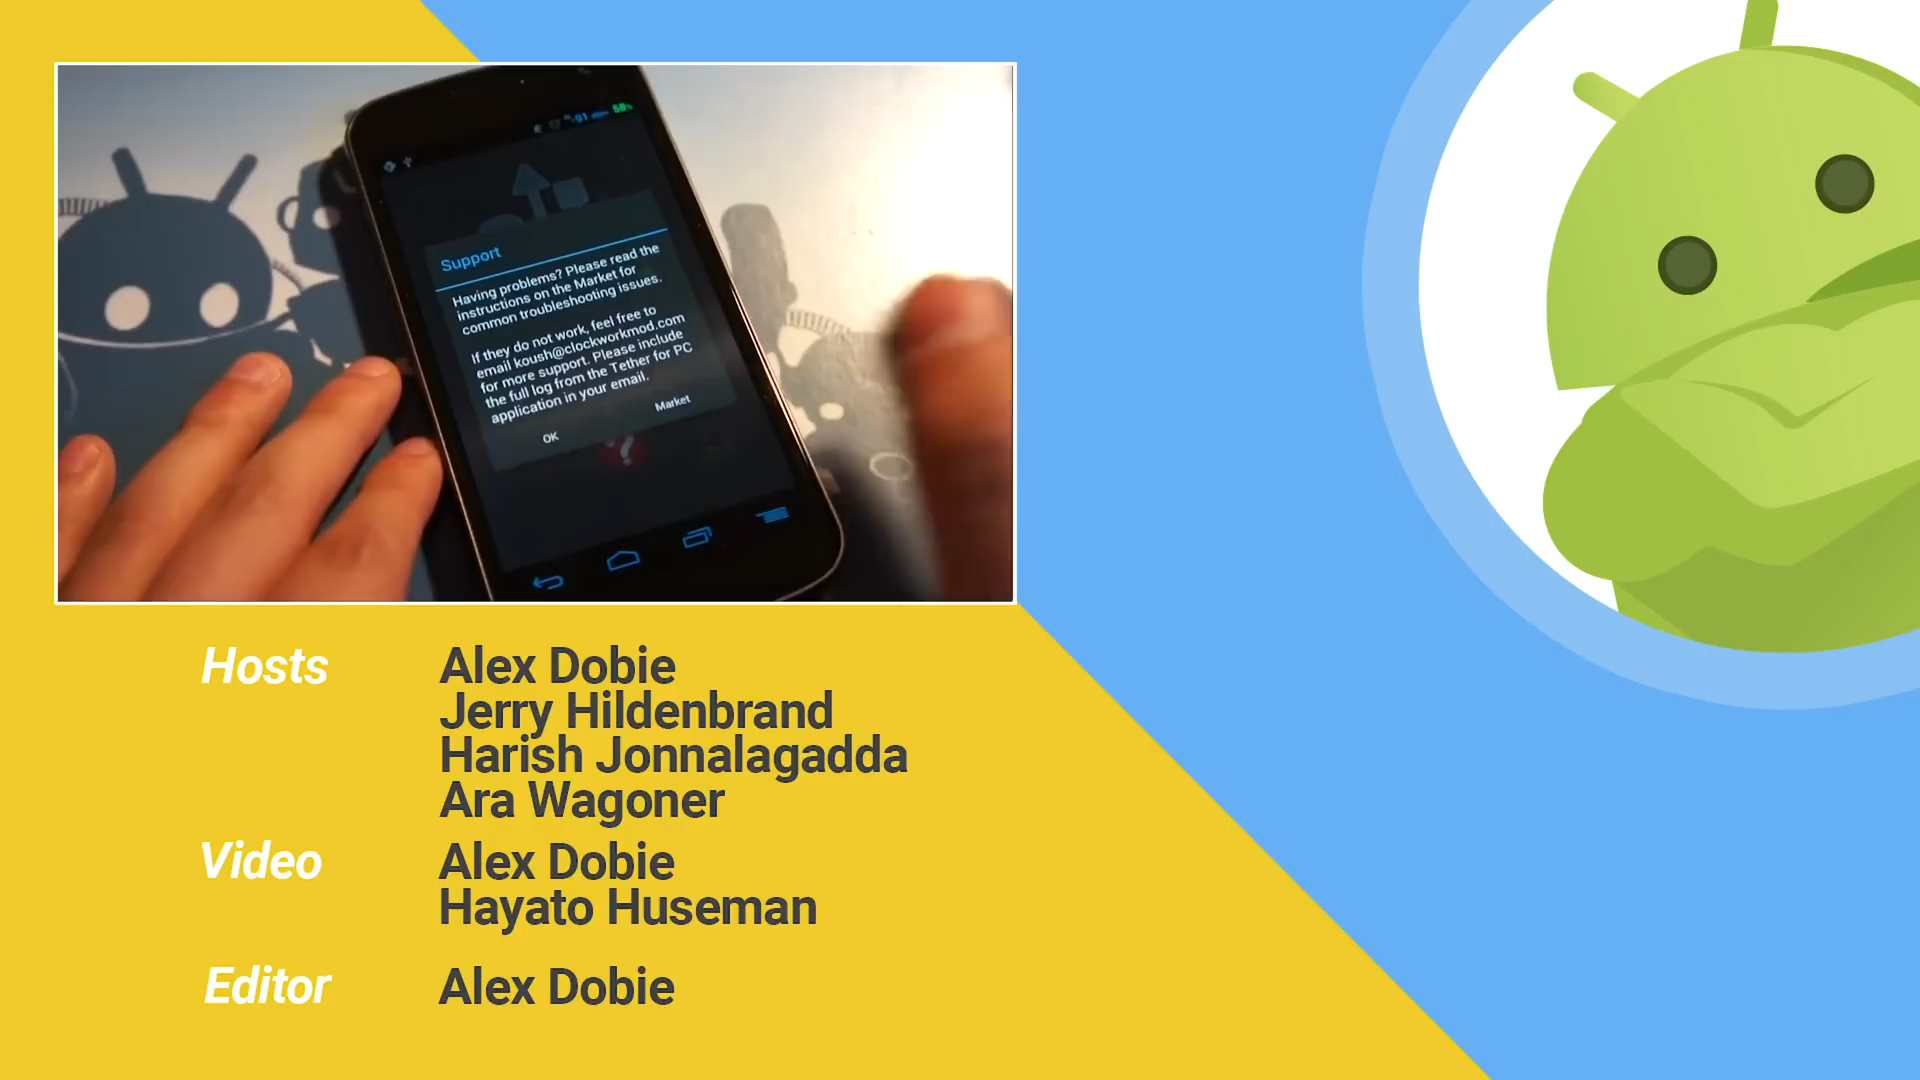 58%
-91
Support
Having problems? Please read the
instructions on the Market for
common troubleshooting issues.
If they do not work, feel free to
email koush@clockworkmod.com
for more support. Please include
the full log from the Tether for PC
application in your email.
OK
Market
Hosts
Alex Dobie
Jerry Hildenbrand
Harish Jonnalagadda
Ara Wagoner
Video
Alex Dobie
Hayato Huseman
Editor
Alex Dobie